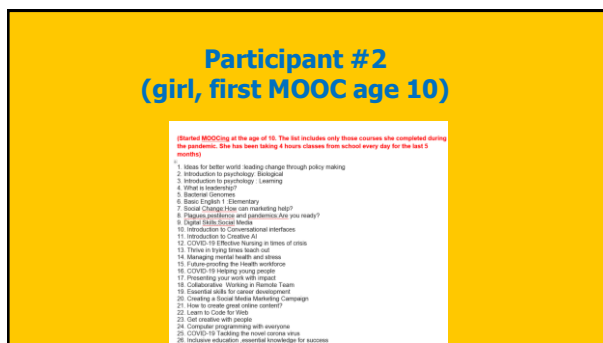 Participant #2
(girl, first MOOC age 10)
(Started MOOCing at the age of 10. The list includes only those courses she completed during
the pandemic. She has been taking 4 hours classes from school every day for the last 5
months)
1. Ideas for better world :leading change through policy making
2. Introduction to psychology: Biological
3. Introduction to psychology : Learning
4. What is leadership?
5. Bacterial Genomes
6. Basic English 1 :Elementary
7. Social Change:How can marketing help?
8. Plagues,pestilence and pandemics:Are you ready?
9. Digital Skills:Social Media
10. Introduction to Conversational interfaces
11. Introduction to Creative AI
12. COVID-19 Effective Nursing in times of crisis
13. Thrive in trying times teach out
14. Managing mental health and stress
15. Future-proofing the Health workforce
16. COVID-19 Helping young people
17. Presenting your work with impact
18. Collaborative Working in Remote Team
19. Essential skills for career development
20. Creating a Social Media Marketing Campaign
21. How to create great online content?
22. Learn to Code for Web
23. Get creative with people
24. Computer programming with everyone
25. COVID-19 Tackling the novel corona virus
26. Inclusive education ,essential knowledge for success